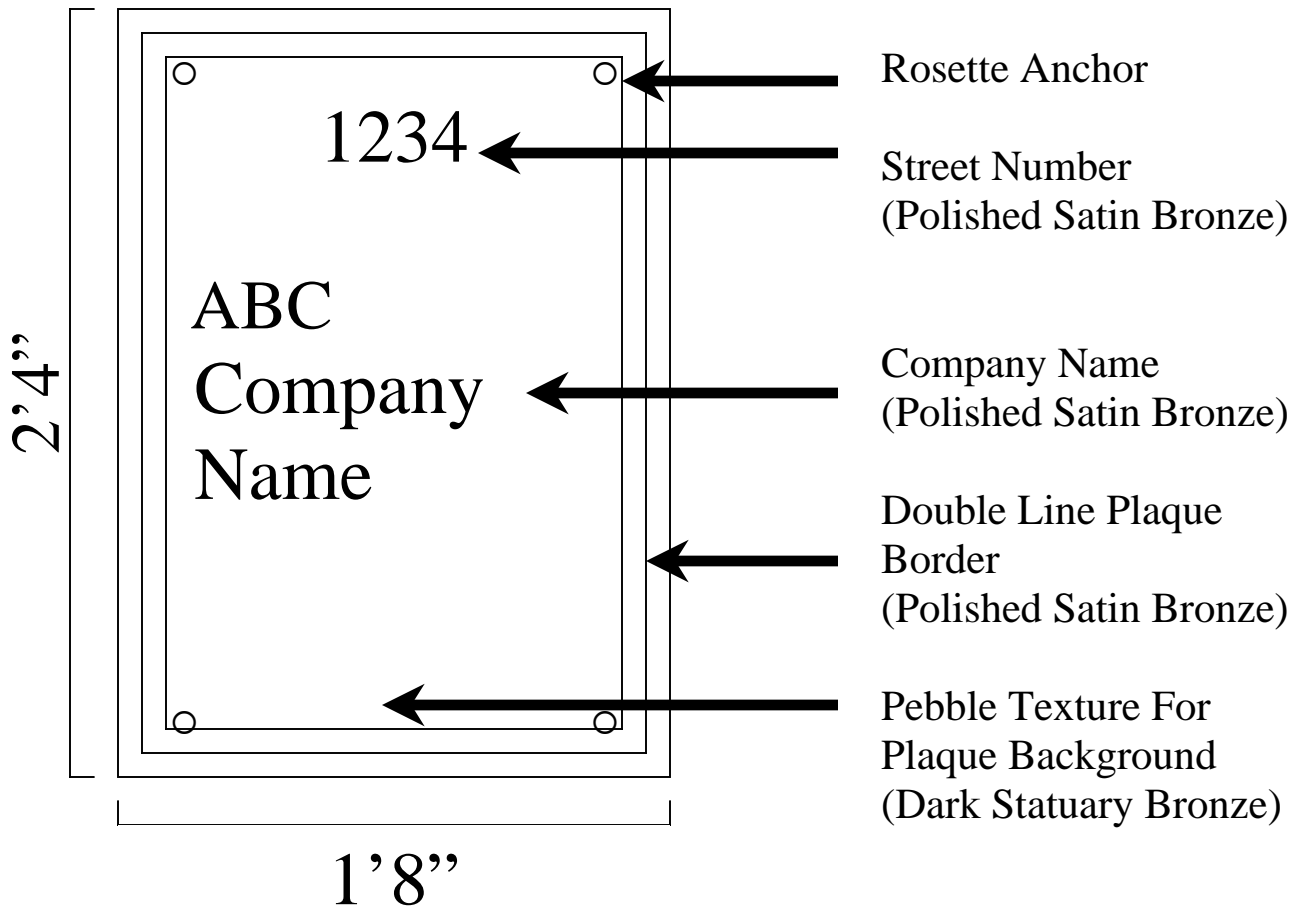 Rosette Anchor
1234
Street Number
(Polished Satin Bronze)
ABC
Company
Name
Company Name
(Polished Satin Bronze)
2’4”
Double Line Plaque
Border
(Polished Satin Bronze)
Pebble Texture For
Plaque Background
(Dark Statuary Bronze)
1’8”